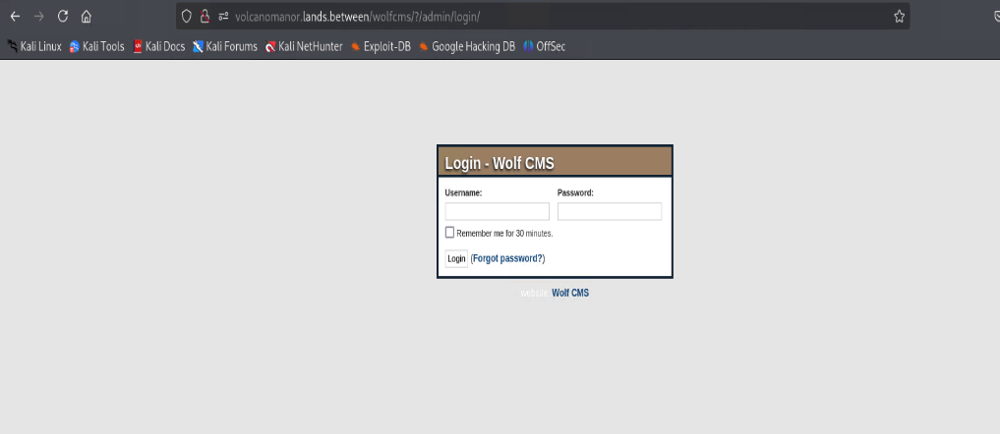 volcanomanor.lands.between/wolfcms/?/admin/login/
Kali Linux Kali Tools Kali Docs Kali Forums Kali NetHunter Exploit-DB Google Hacking DB OffSec
Login - Wolf CMS
Username: Password:
Remember me for 30 minutes.
Login (Forgot password?)
website: Wolf CMS